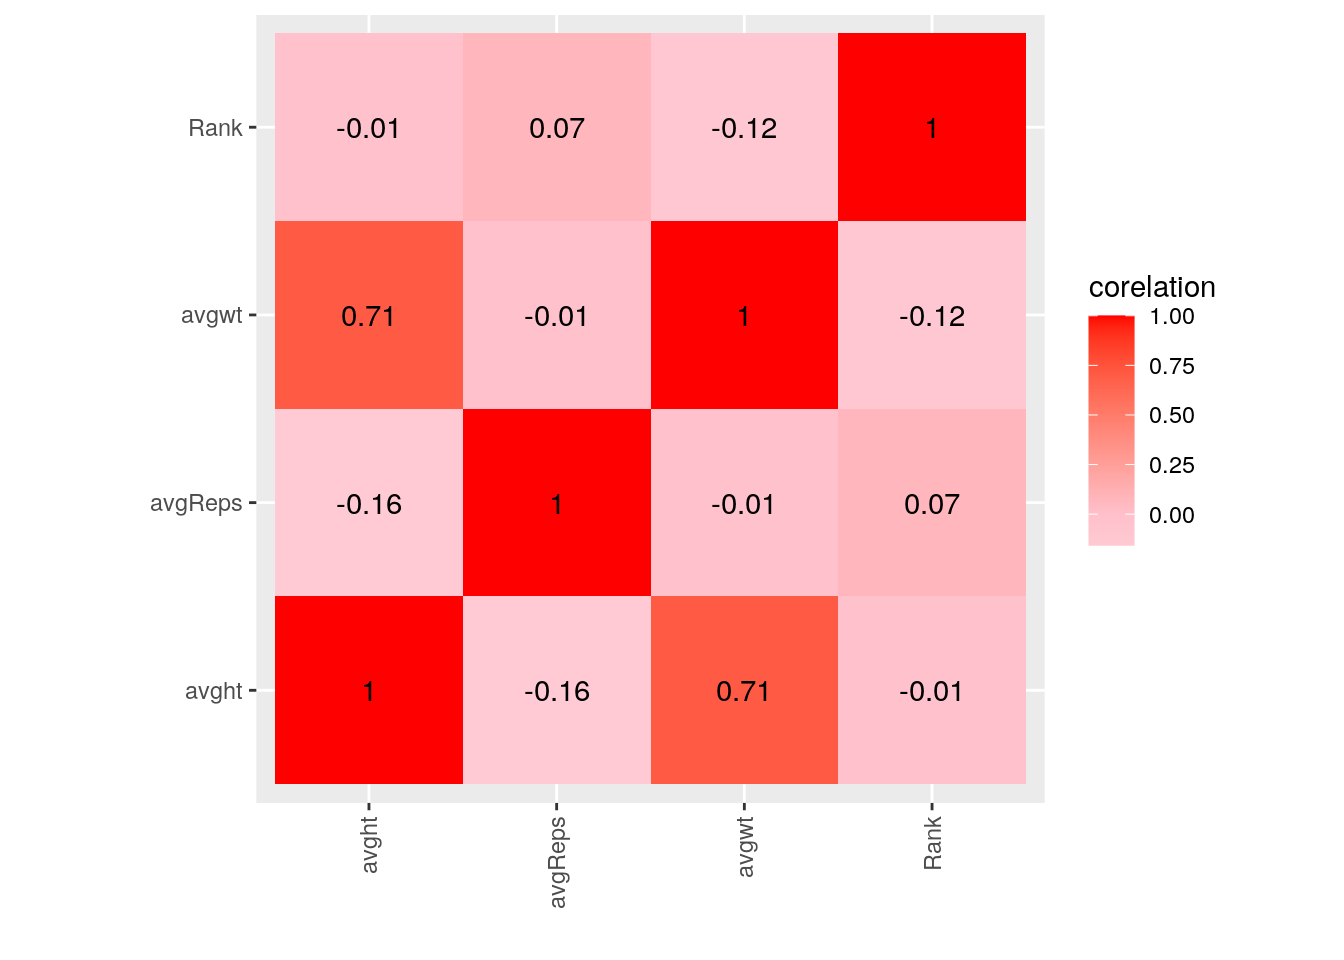 Rank -0.01 0.07 -0.12 1
avgwt 0.71 -0.01 1 -0.12
avgReps -0.16 1 -0.01 0.07
avght 1 -0.16 0.71 -0.01
avght avgReps avgwt Rank
corelation
1.00
0.75
0.50
0.25
0.00